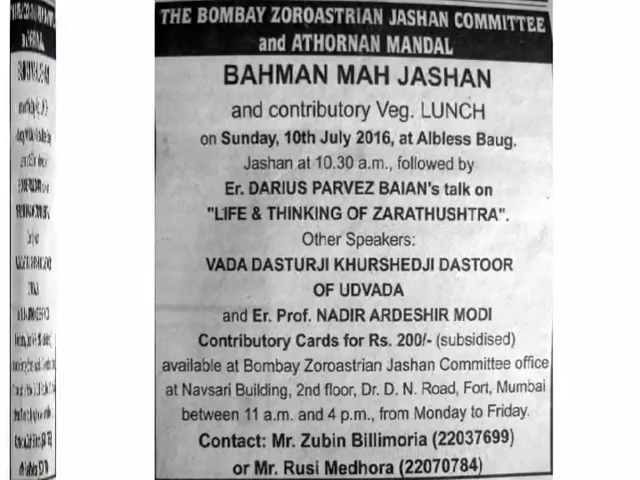 THE BOMBAY ZOROASTRIAN JASHAN COMMITTEE
and ATHORNAN MANDAL
BAHMAN MAH JASHAN
and contributory Veg. LUNCH
on Sunday, 10th July 2016, at Albless Baug.
Jashan at 10.30 a.m., followed by
Er. DARIUS PARVEZ BAIAN's talk on
"LIFE & THINKING OF ZARATHUSHTRA".
Other Speakers:
VADA DASTURJI KHURSHEDJI DASTOOR
OF UDVADA
and Er. Prof. NADIR ARDESHIR MODI
Contributory Cards for Rs. 200/- (subsidised)
available at Bombay Zoroastrian Jashan Committee office
at Navsari Building, 2nd floor, Dr. D. N. Road, Fort, Mumbai
between 11 a.m. and 4 p.m., from Monday to Friday.
Contact: Mr. Zubin Billimoria (22037699)
or Mr. Rusi Medhora (22070784)